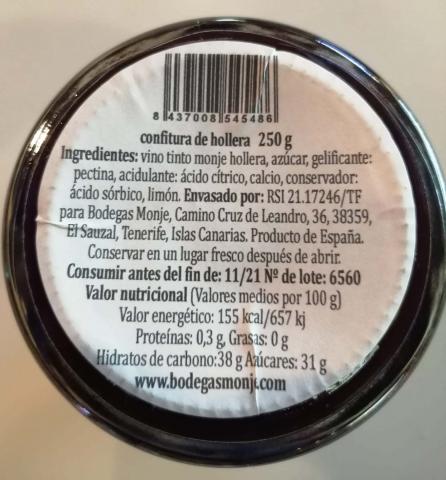 8 437008 545486
confitura de hollera 250 g
Ingredientes: vino tinto monje hollera, azúcar, gelificante:
pectina, acidulante: ácido cítrico, calcio, conservador:
ácido sórbico, limón. Envasado por: RSI 21.17246/TF
para Bodegas Monje, Camino Cruz de Leandro, 36, 38359,
El Sauzal, Tenerife, Islas Canarias. Producto de España.
Conservar en un lugar fresco después de abrir.
Consumir antes del fin de: 11/21 Nº de lote: 6560
Valor nutricional (Valores medios por 100 g)
Valor energético: 155 kcal/657 kj
Proteínas: 0,3 g, Grasas: 0 g
Hidratos de carbono:38 g Azúcares: 31 g
www.bodegasmonje.com